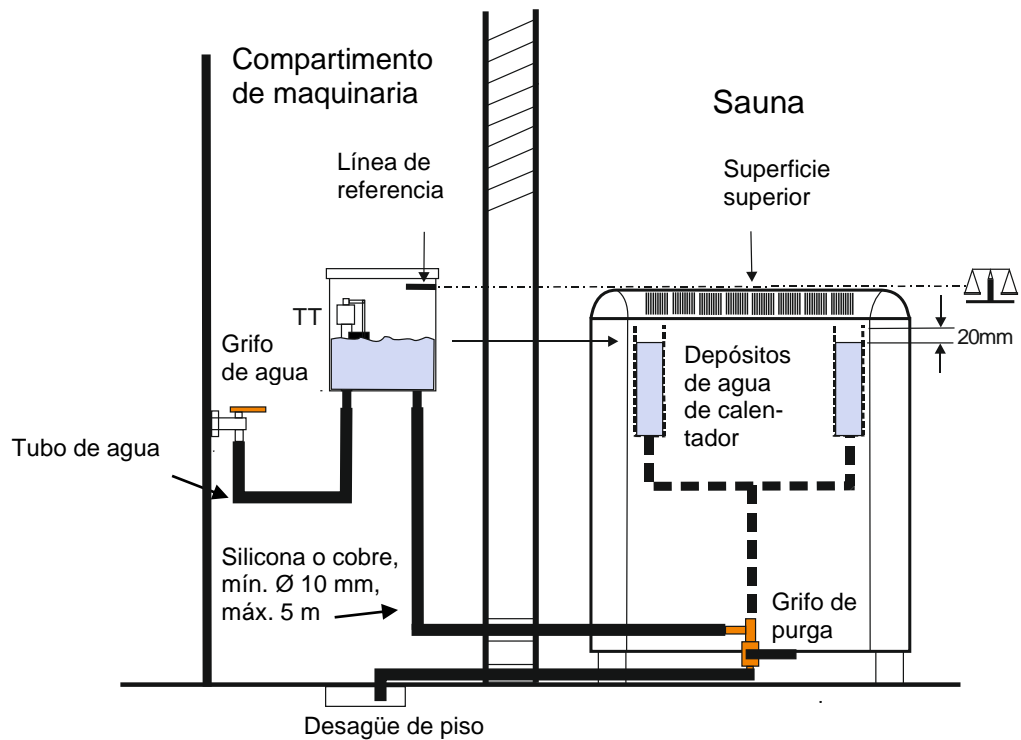 Compartimento
de maquinaria
Sauna
Línea de
referencia
Superficie
superior
TT
20mm
Grifo
de agua
Depósitos
de agua
de calen-
tador
Tubo de agua
Silicona o cobre,
mín. Ø 10 mm,
máx. 5 m
Grifo de
purga
Desagüe de piso